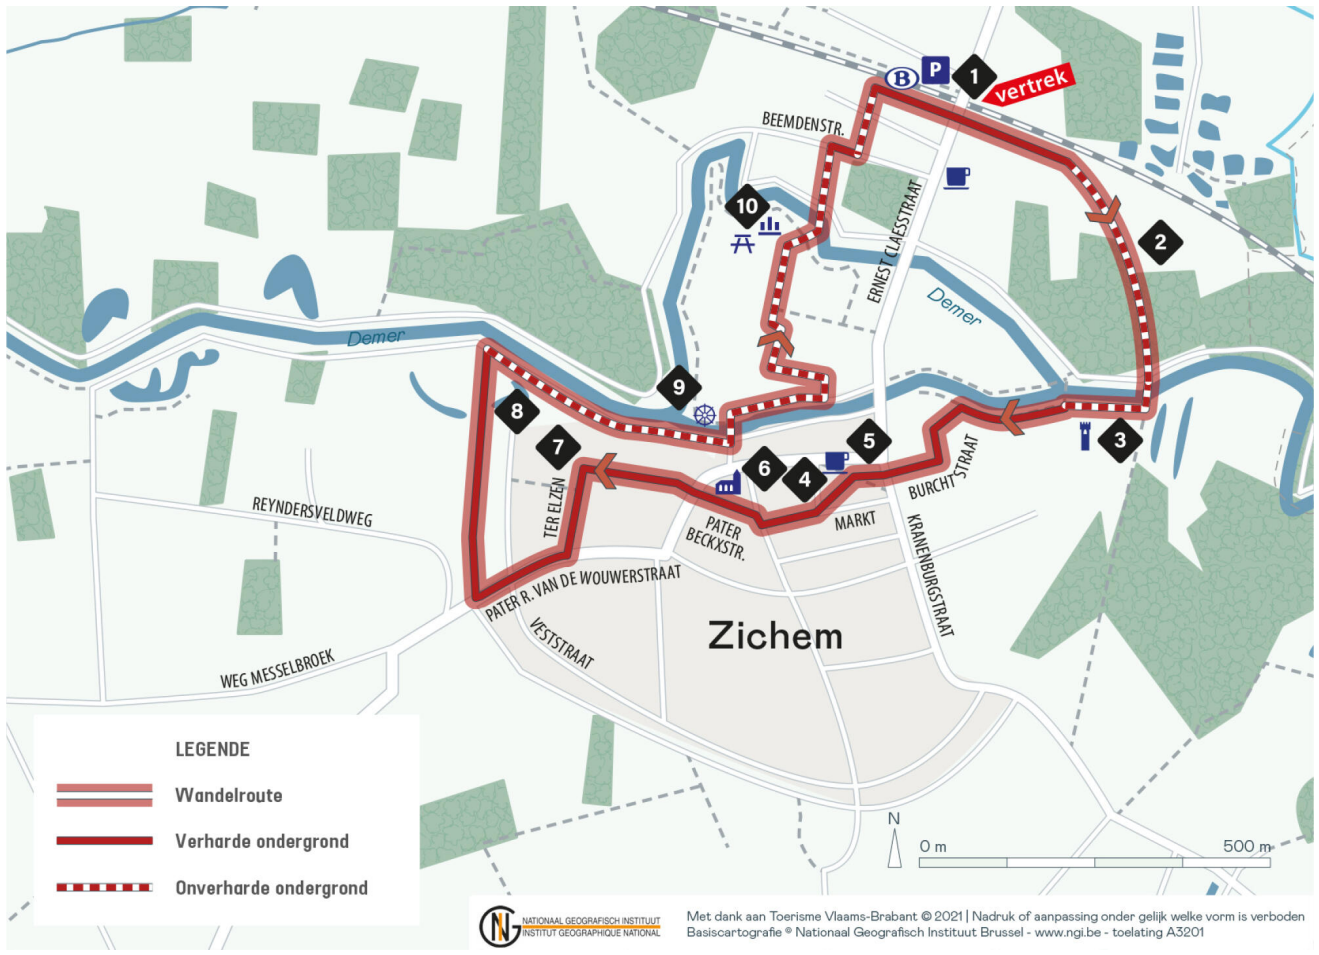 B
P
1
vertrek
BEEMDENSTR.
10
ERNEST CLAESSTRAAT
2
Demer
Demer
9
8
7
5
3
6
4
BURCHTSTRAAT
MARKT
TER ELZEN
PATER
BECKXSTR.
REYNDERSVELDWEG
KRANENBURGSTRAAT
PATER R. VAN DE WOUWERSTRAAT
Zichem
VESTSTRAAT
WEG MESSELBROEK
LEGENDE
Wandelroute
Verharde ondergrond
Onverharde ondergrond
N
0 m
500 m
NGI
NATIONAAL GEOGRAFISCH INSTITUUT
INSTITUT GEOGRAPHIQUE NATIONAL
Met dank aan Toerisme Vlaams-Brabant © 2021 | Nadruk of aanpassing onder gelijk welke vorm is verboden
Basiscartografie © Nationaal Geografisch Instituut Brussel - www.ngi.be - toelating A3201